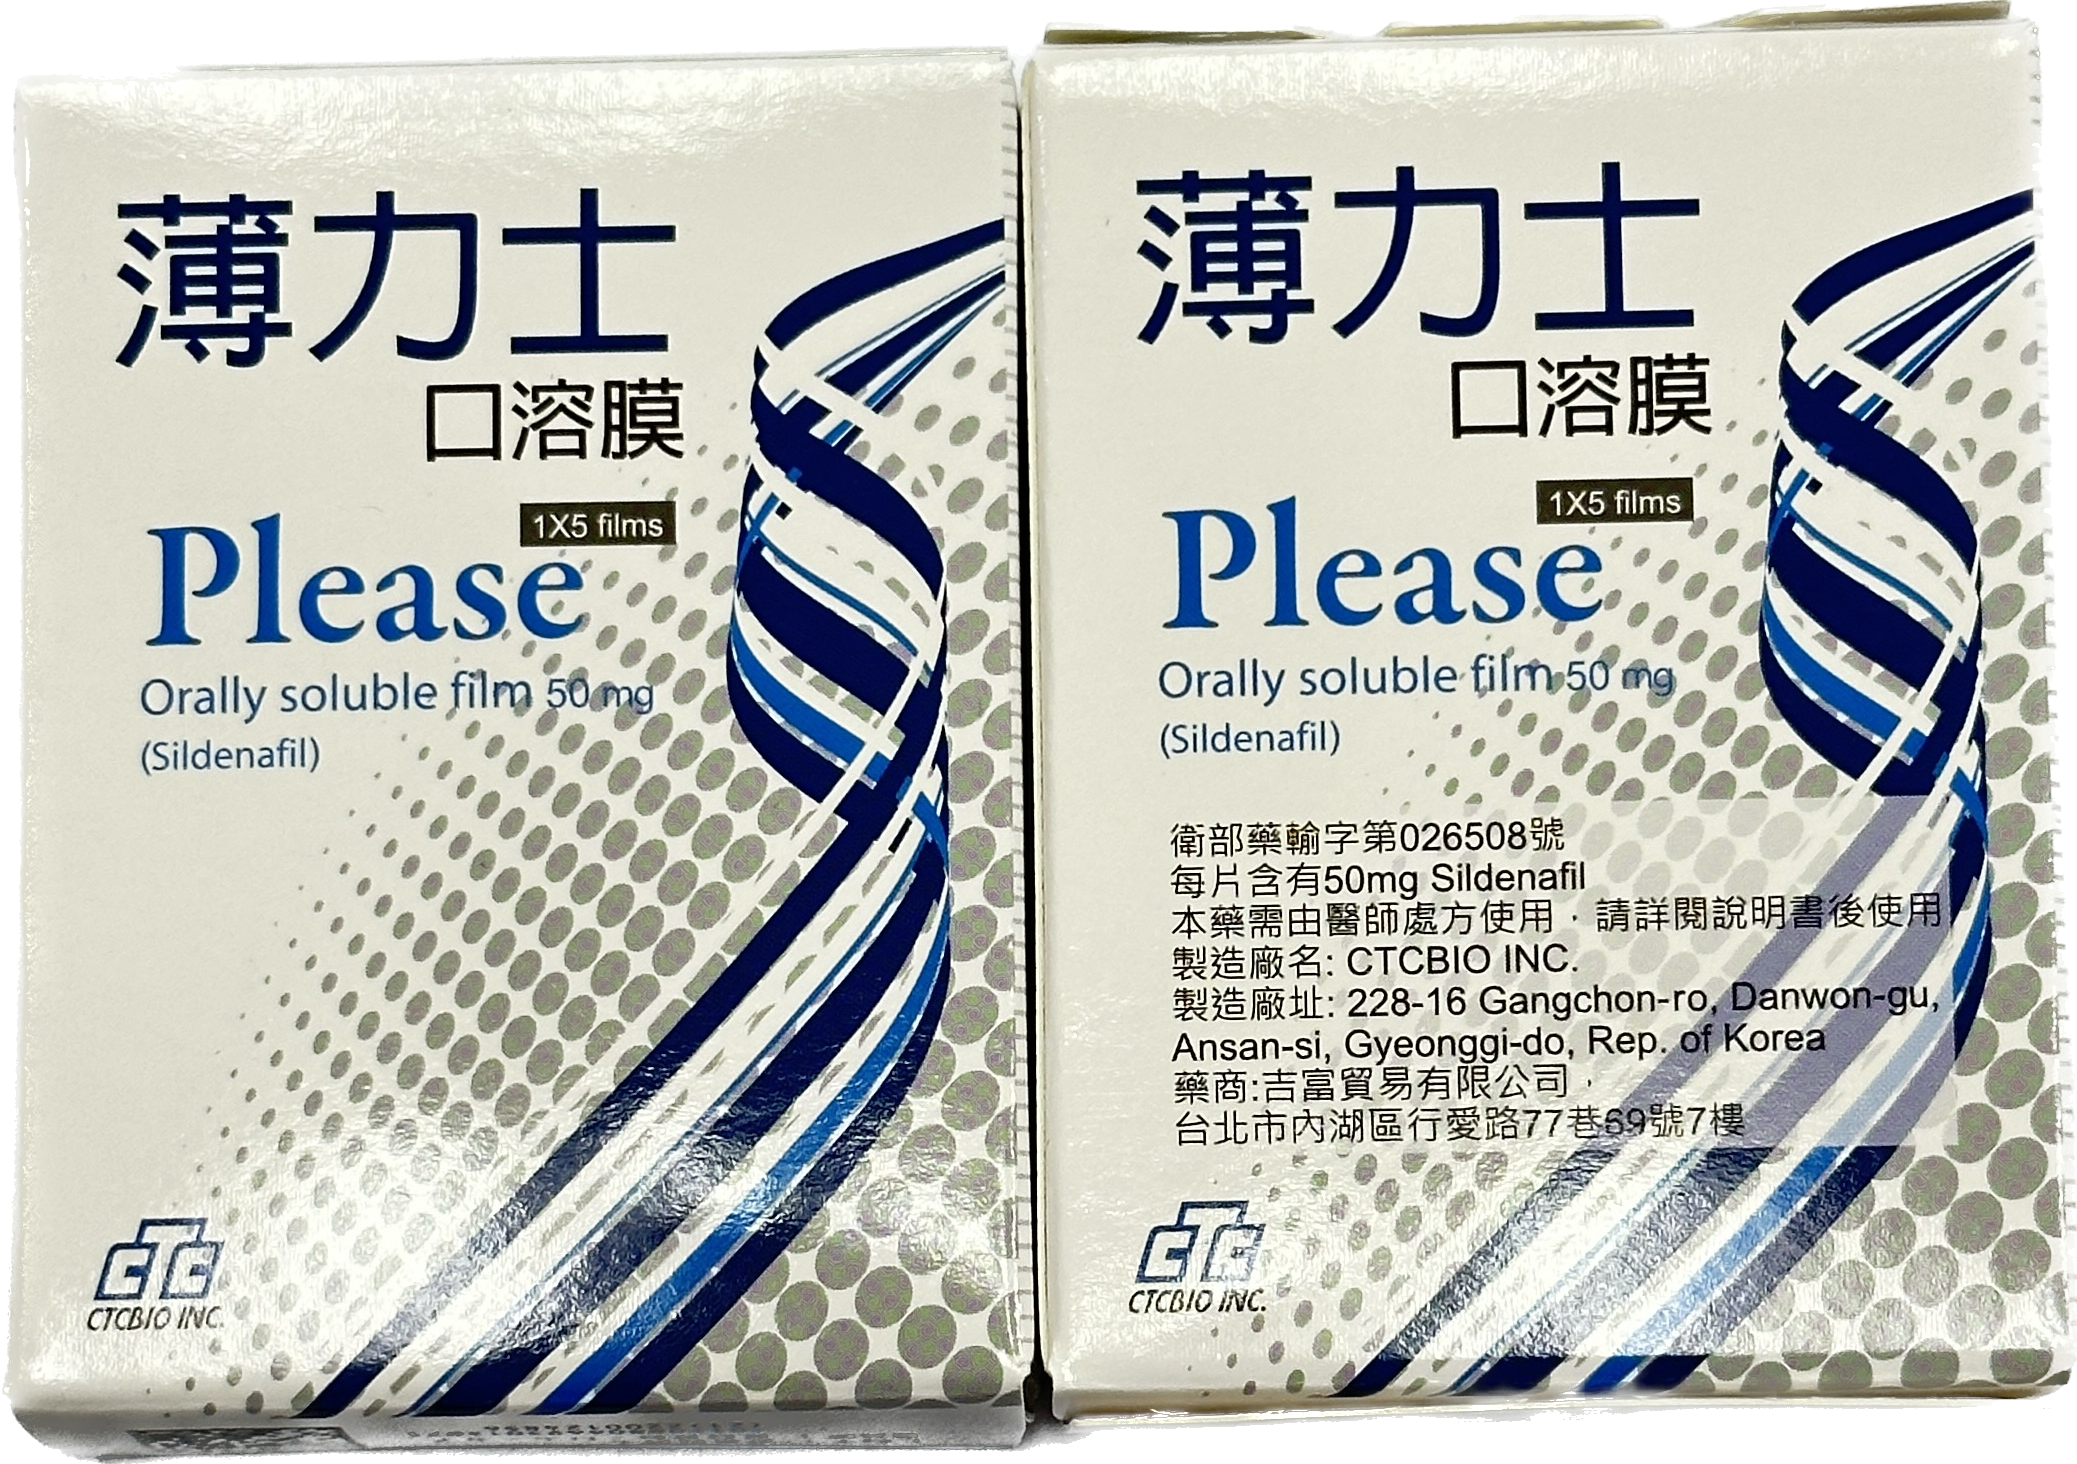 薄力士
口溶膜
1X5 films
Please
Orally soluble film 50 mg
(Sildenafil)
CTC
CTCBIO INC.
薄力士
口溶膜
1X5 films
Please
Orally soluble film 50 mg
(Sildenafil)
衛部藥輸字第026508號
每片含有50mg Sildenafil
本藥需由醫師處方使用，請詳閱說明書後使用
製造廠名: CTCBIO INC.
製造廠址: 228-16 Gangchon-ro, Danwon-gu,
Ansan-si, Gyeonggi-do, Rep. of Korea
藥商:吉富貿易有限公司，
台北市內湖區行愛路77巷69號7樓
CTC
CTCBIO INC.